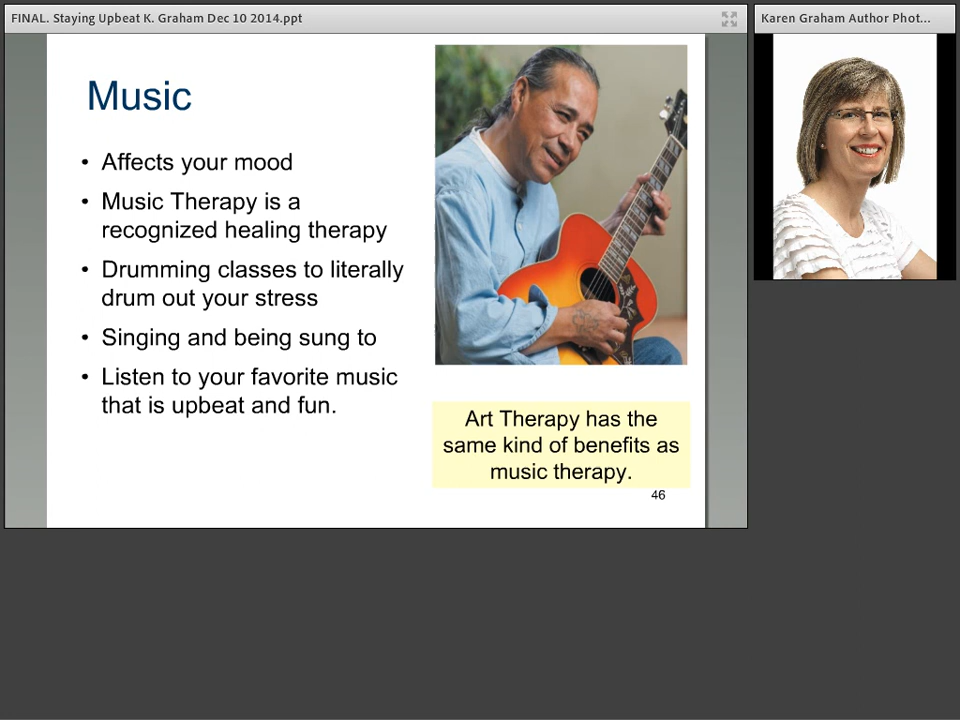 FINAL. Staying Upbeat K. Graham Dec 10 2014.ppt
Karen Graham Author Phot...
Music
• Affects your mood
• Music Therapy is a
recognized healing therapy
• Drumming classes to literally
drum out your stress
• Singing and being sung to
• Listen to your favorite music
that is upbeat and fun.
Art Therapy has the
same kind of benefits as
music therapy.
46